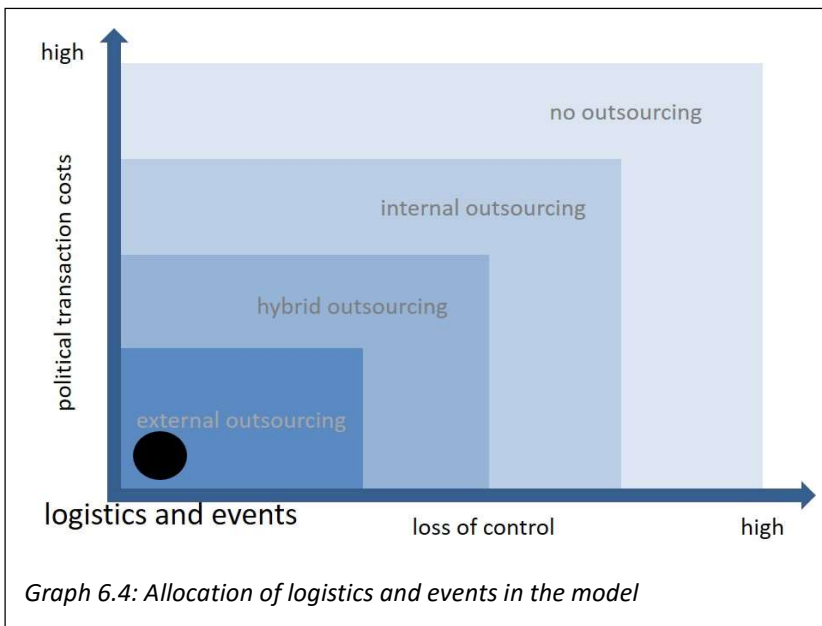 high
no outsourcing
political transaction costs
internal outsourcing
hybrid outsourcing
external outsourcing
logistics and events
loss of control
high
Graph 6.4: Allocation of logistics and events in the model